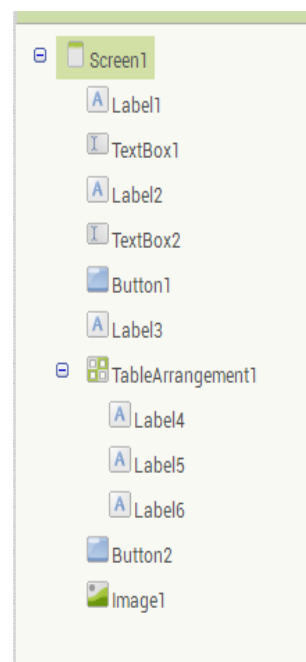 Screen1
Label1
TextBox1
Label2
TextBox2
Button1
Label3
TableArrangement1
Label4
Label5
Label6
Button2
Image1